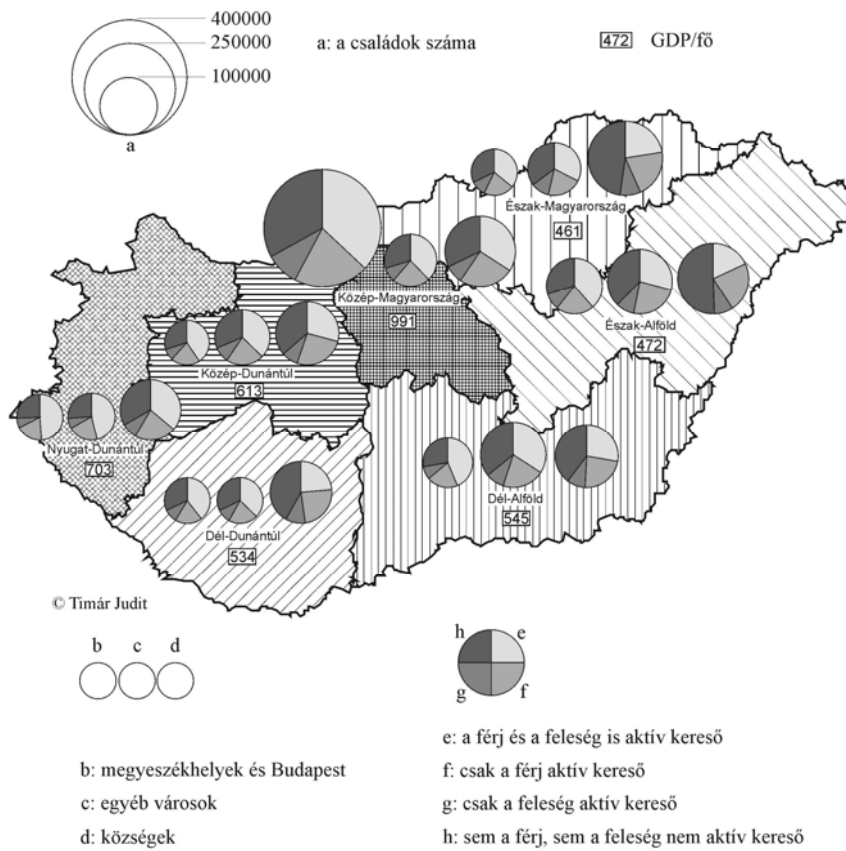 400000
250000
100000
a
a: a családok száma
472 GDP/fő
Észak-Magyarország
461
Közép-Magyarország
991
Észak-Alföld
472
Közép-Dunántúl
613
Nyugat-Dunántúl
703
Dél-Alföld
545
Dél-Dunántúl
534
© Timár Judit
b c d
h e
g f
b: megyeszékhelyek és Budapest
c: egyéb városok
d: községek
e: a férj és a feleség is aktív kereső
f: csak a férj aktív kereső
g: csak a feleség aktív kereső
h: sem a férj, sem a feleség nem aktív kereső